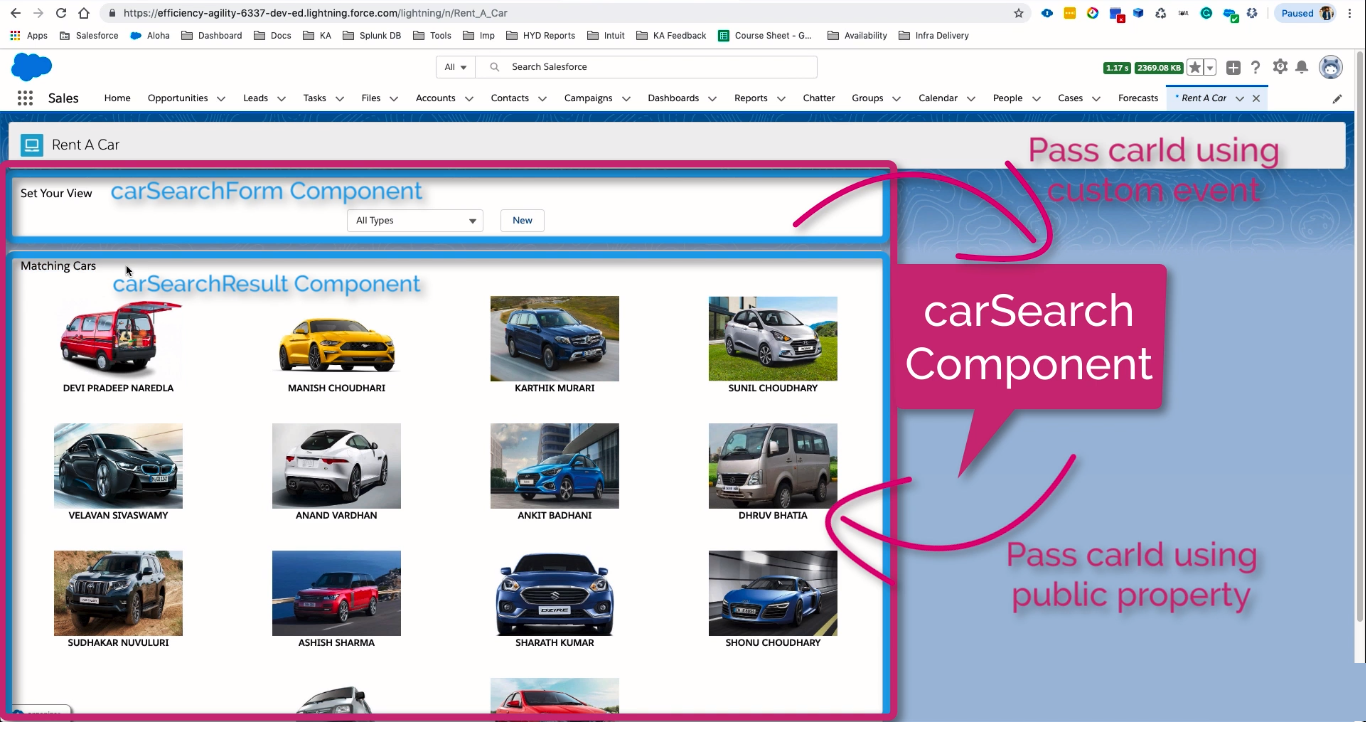 https://efficiency-agility-6337-dev-ed.lightning.force.com/lightning/n/Rent_A_Car
Paused
Apps Salesforce Aloha Dashboard Docs KA Splunk DB Tools Imp HYD Reports Intuit KA Feedback Course Sheet - G... Availability Infra Delivery
All Search Salesforce
1.17 s 2369.08 KB
Sales Home Opportunities Leads Tasks Files Accounts Contacts Campaigns Dashboards Reports Chatter Groups Calendar People Cases Forecasts * Rent A Car
Rent A Car
Pass carId using
custom event
Set Your View carSearchForm Component
All Types New
Matching Cars
carSearchResult Component
carSearch
Component
DEVI PRADEEP NAREDLA MANISH CHOUDHARI KARTHIK MURARI SUNIL CHOUDHARY
VELAVAN SIVASWAMY ANAND VARDHAN ANKIT BADHANI DHRUV BHATIA
Pass carId using
public property
DZIRE
SUDHAKAR NUVULURI ASHISH SHARMA SHARATH KUMAR SHONU CHOUDHARY